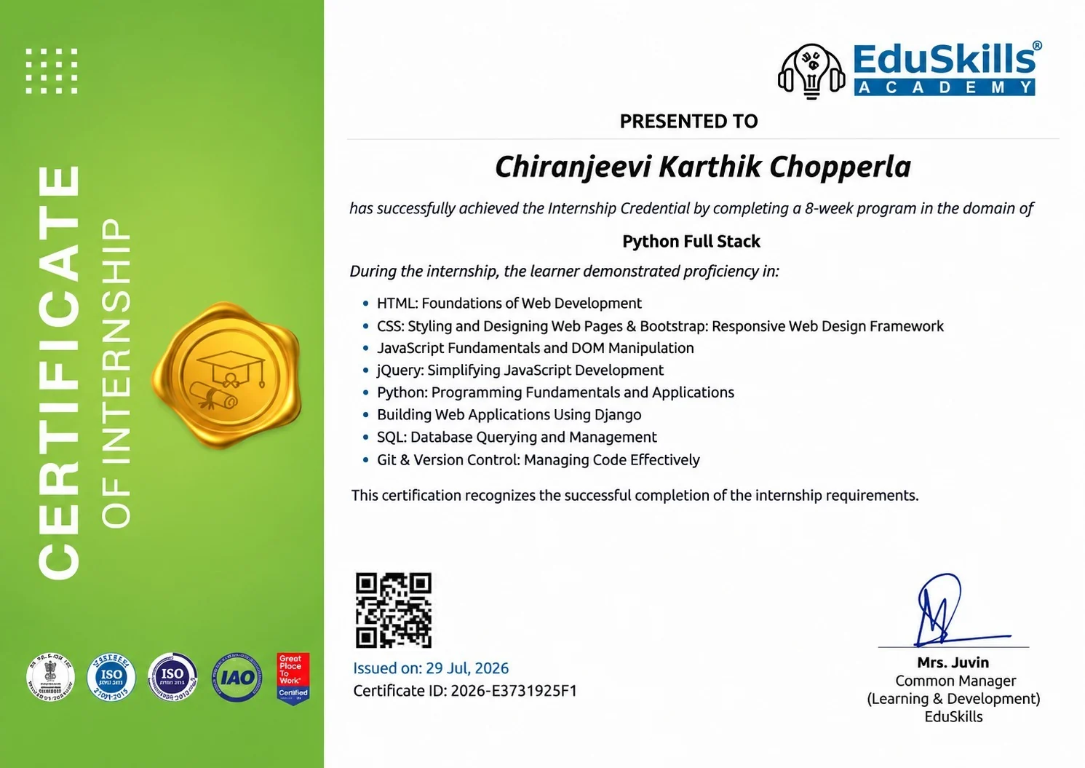 CERTIFICATE
OF INTERNSHIP
EduSkills®
ACADEMY
PRESENTED TO
Chiranjeevi Karthik Chopperla
has successfully achieved the Internship Credential by completing a 8-week program in the domain of
Python Full Stack
During the internship, the learner demonstrated proficiency in:
• HTML: Foundations of Web Development
• CSS: Styling and Designing Web Pages & Bootstrap: Responsive Web Design Framework
• JavaScript Fundamentals and DOM Manipulation
• jQuery: Simplifying JavaScript Development
• Python: Programming Fundamentals and Applications
• Building Web Applications Using Django
• SQL: Database Querying and Management
• Git & Version Control: Managing Code Effectively
This certification recognizes the successful completion of the internship requirements.
Issued on: 29 Jul, 2026
Certificate ID: 2026-E3731925F1
Mrs. Juvin
Common Manager
(Learning & Development)
EduSkills
ISO
ISO
IAO
Great
Place
To
Work
Certified